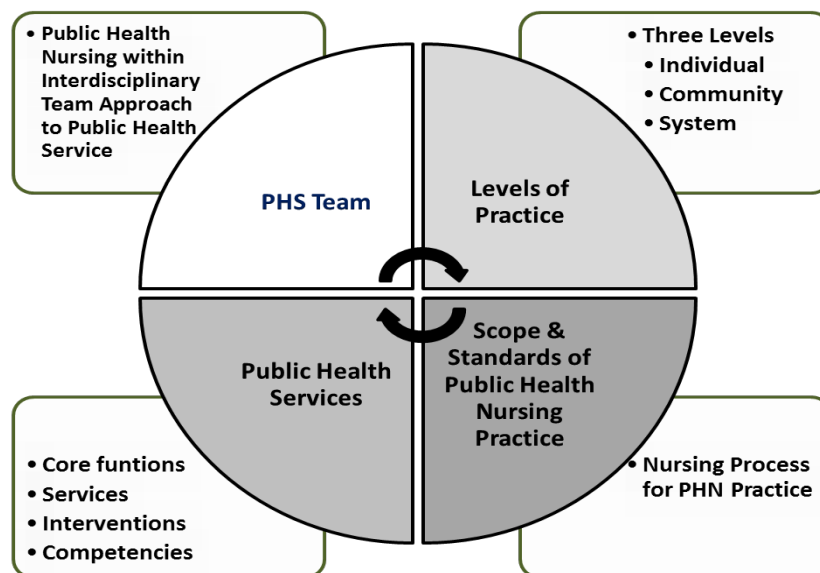 • Public Health
Nursing within
Interdisciplinary
Team Approach
to Public Health
Service
• Three Levels
• Individual
• Community
• System
PHS Team
Levels of
Practice
Public Health
Services
Scope &
Standards of
Public Health
Nursing
Practice
• Core funtions
• Services
• Interventions
• Competencies
• Nursing Process
for PHN Practice